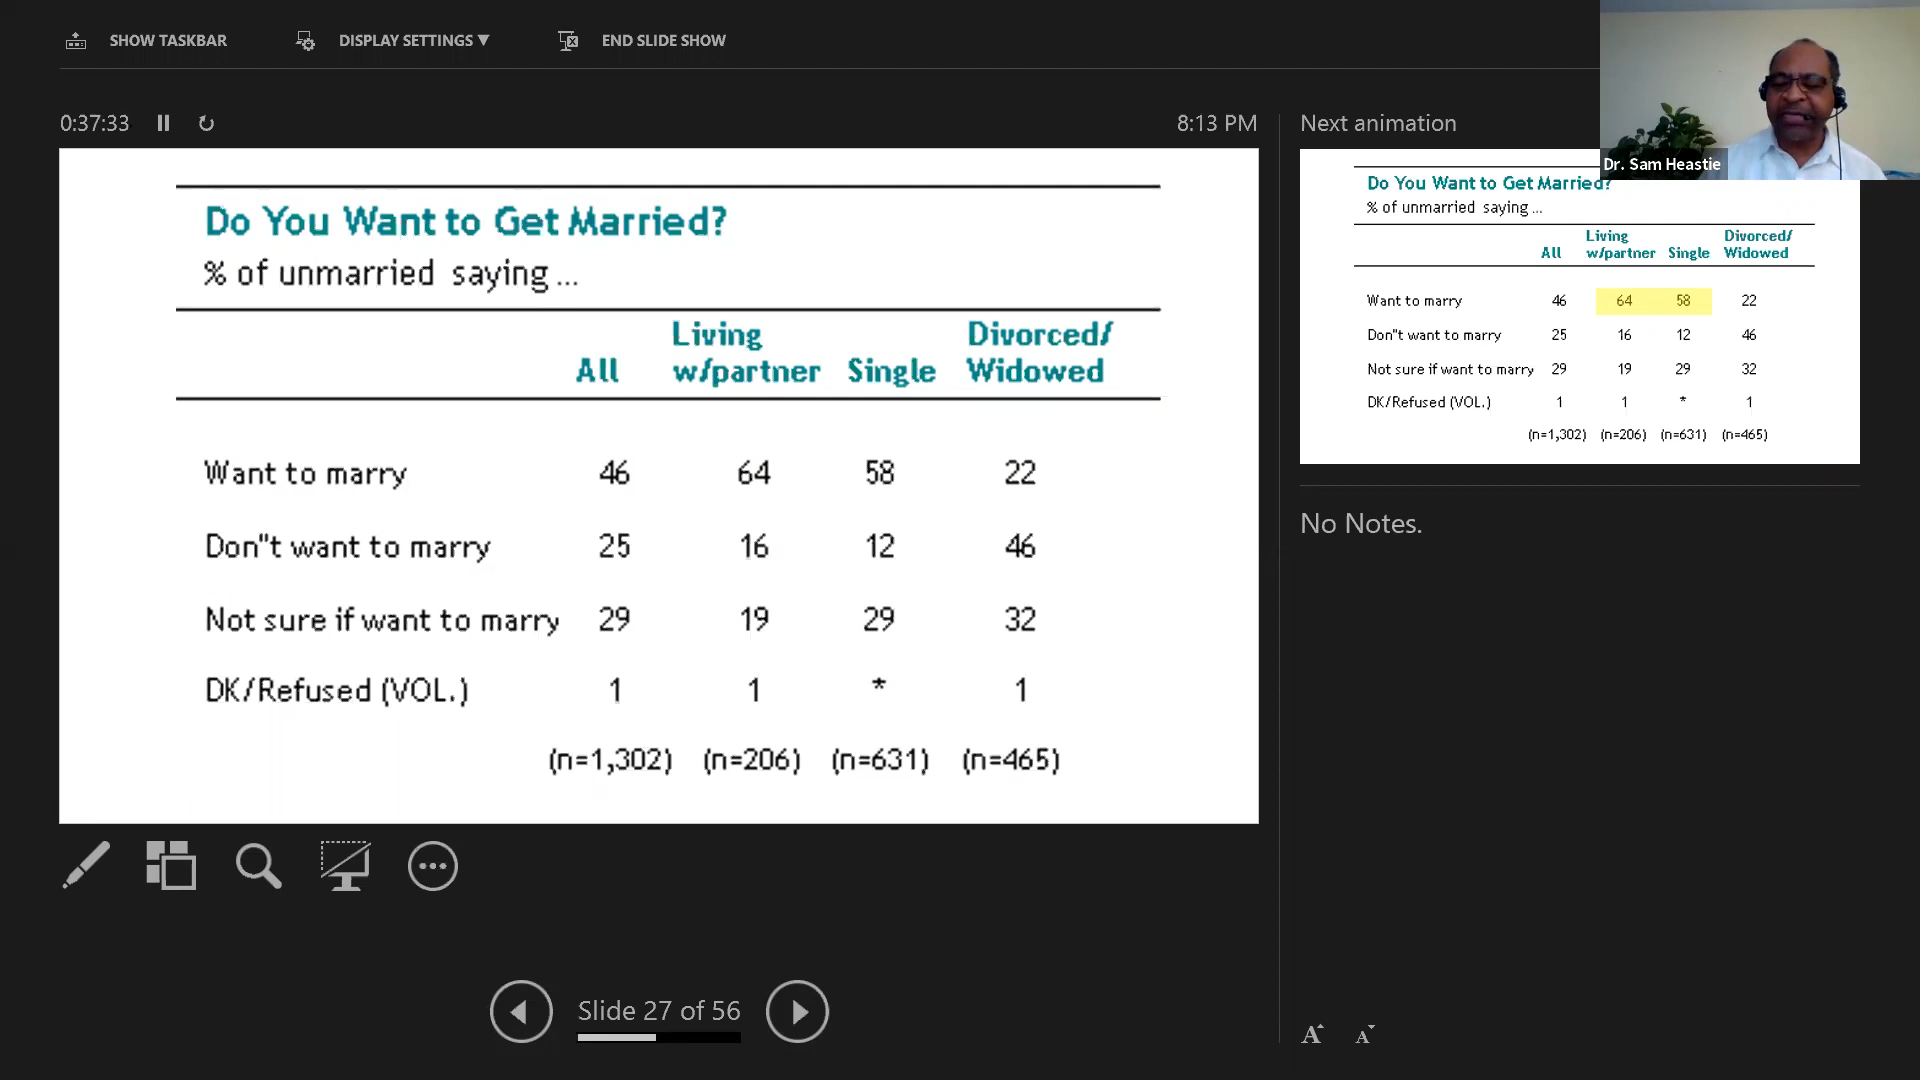 SHOW TASKBAR DISPLAY SETTINGS ▼ END SLIDE SHOW
0:37:33 8:13 PM
Do You Want to Get Married?
% of unmarried saying ...
All Living w/partner Single Divorced/ Widowed
Want to marry 46 64 58 22
Don"t want to marry 25 16 12 46
Not sure if want to marry 29 19 29 32
DK/Refused (VOL.) 1 1 * 1
(n=1,302) (n=206) (n=631) (n=465)
Slide 27 of 56
Next animation
Dr. Sam Heastie
Do You Want to Get Married?
% of unmarried saying ...
All Living w/partner Single Divorced/ Widowed
Want to marry 46 64 58 22
Don"t want to marry 25 16 12 46
Not sure if want to marry 29 19 29 32
DK/Refused (VOL.) 1 1 * 1
(n=1,302) (n=206) (n=631) (n=465)
No Notes.
A A